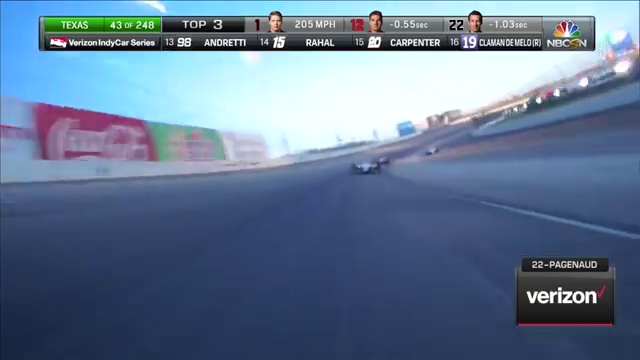 TEXAS 43 OF 248 TOP 3 1 205 MPH 12 -0.55sec 22 -1.03sec
Verizon IndyCar Series 13 98 ANDRETTI 14 15 RAHAL 15 20 CARPENTER 16 19 CLAMAN DE MELO (R) NBCSN
Coca-Cola
22-PAGENAUD
verizon